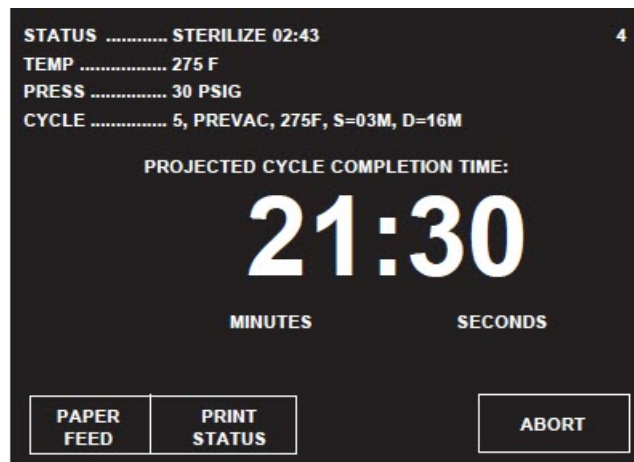 STATUS ............ STERILIZE 02:43 4
TEMP ................. 275 F
PRESS ............... 30 PSIG
CYCLE ............... 5, PREVAC, 275F, S=03M, D=16M
PROJECTED CYCLE COMPLETION TIME:
21:30
MINUTES SECONDS
PAPER FEED
PRINT STATUS
ABORT